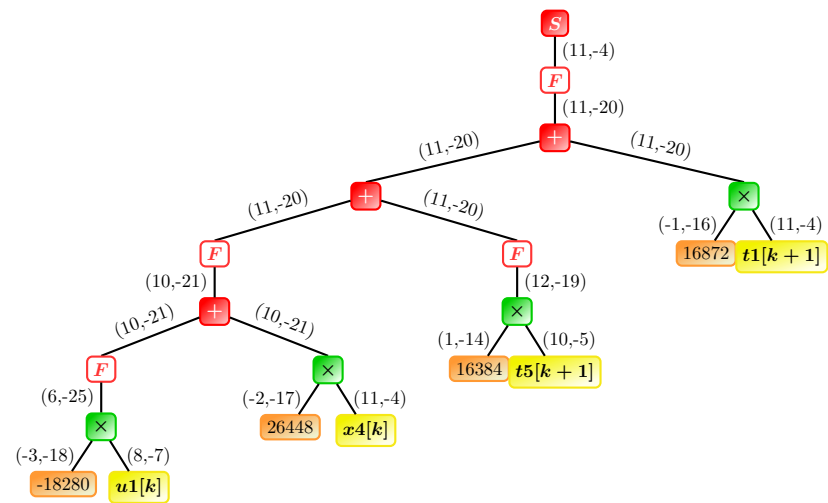 S
(11,-4)
F
(11,-20)
+
(11,-20) (11,-20)
+ ×
(11,-20) (11,-20) (-1,-16) (11,-4)
F F 16872 t1[k + 1]
(10,-21) (12,-19)
+ ×
(10,-21) (10,-21) (1,-14) (10,-5)
F × 16384 t5[k + 1]
(6,-25) (-2,-17) (11,-4)
× 26448 x4[k]
(-3,-18) (8,-7)
-18280 u1[k]